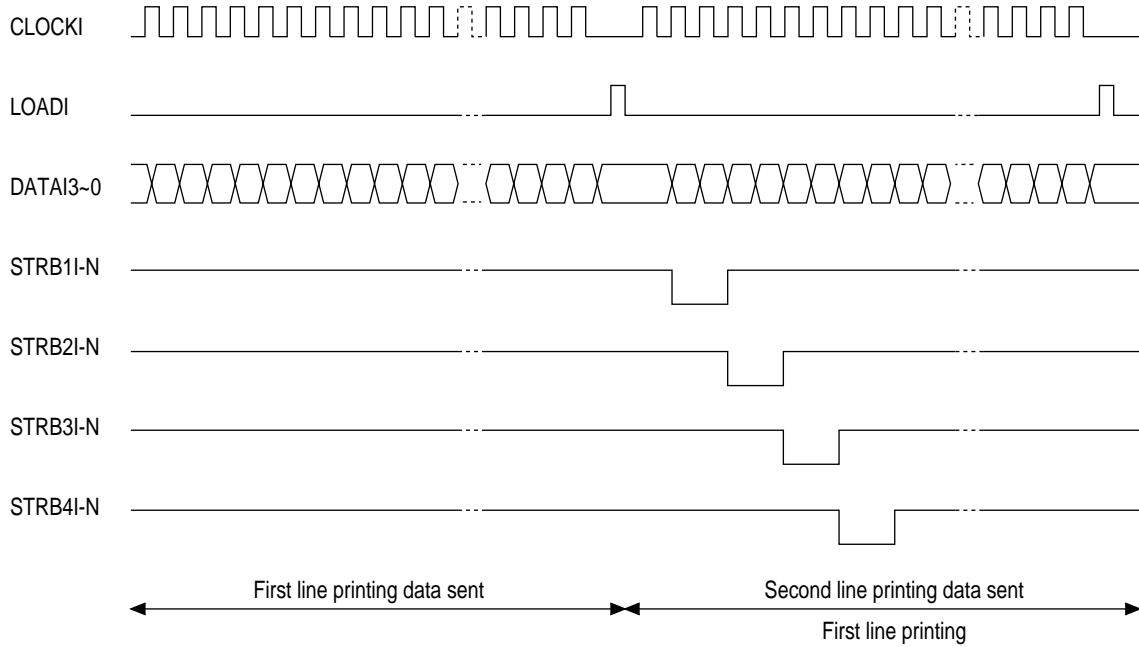 CLOCKI
LOADI
DATAI3~0
STRB1I-N
STRB2I-N
STRB3I-N
STRB4I-N
First line printing data sent
Second line printing data sent
First line printing